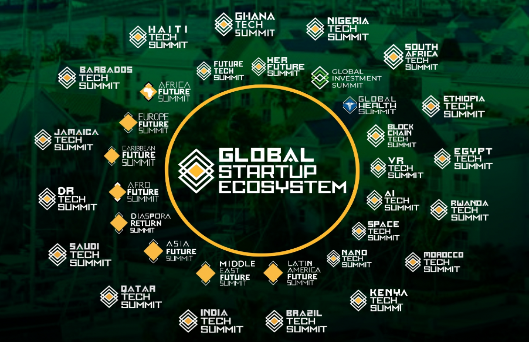 GHANA
TECH
SUMMIT
NIGERIA
TECH
SUMMIT
HAITI
TECH
SUMMIT
SOUTH
AFRICA
TECH
SUMMIT
FUTURE
TECH
SUMMIT
HER
FUTURE
SUMMIT
GLOBAL
INVESTMENT
SUMMIT
BARBADOS
TECH
SUMMIT
AFRICA
FUTURE
SUMMIT
GLOBAL
HEALTH
SUMMIT
ETHIOPIA
TECH
SUMMIT
EUROPE
FUTURE
SUMMIT
BLOCK
CHAIN
TECH
SUMMIT
JAMAICA
TECH
SUMMIT
CARIBBEAN
FUTURE
SUMMIT
GLOBAL
STARTUP
ECOSYSTEM
VR
TECH
SUMMIT
EGYPT
TECH
SUMMIT
DR
TECH
SUMMIT
AFRO
FUTURE
SUMMIT
AI
TECH
SUMMIT
RWANDA
TECH
SUMMIT
DIASPORA
RETURN
SUMMIT
SPACE
TECH
SUMMIT
SAUDI
TECH
SUMMIT
ASIA
FUTURE
SUMMIT
MIDDLE
EAST
FUTURE
SUMMIT
LATIN
AMERICA
FUTURE
SUMMIT
NANO
TECH
SUMMIT
MOROCCO
TECH
SUMMIT
QATAR
TECH
SUMMIT
KENYA
TECH
SUMMIT
INDIA
TECH
SUMMIT
BRAZIL
TECH
SUMMIT